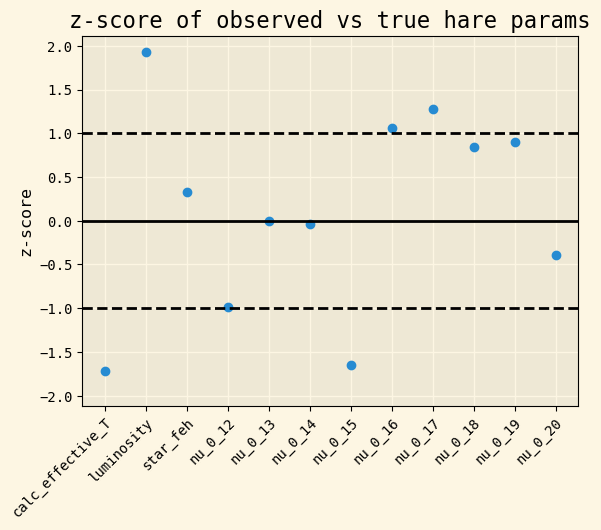 z-score of observed vs true hare params
z-score
2.0
1.5
1.0
0.5
0.0
−0.5
−1.0
−1.5
−2.0
calc_effective_T
luminosity
star_feh
nu_0_12
nu_0_13
nu_0_14
nu_0_15
nu_0_16
nu_0_17
nu_0_18
nu_0_19
nu_0_20